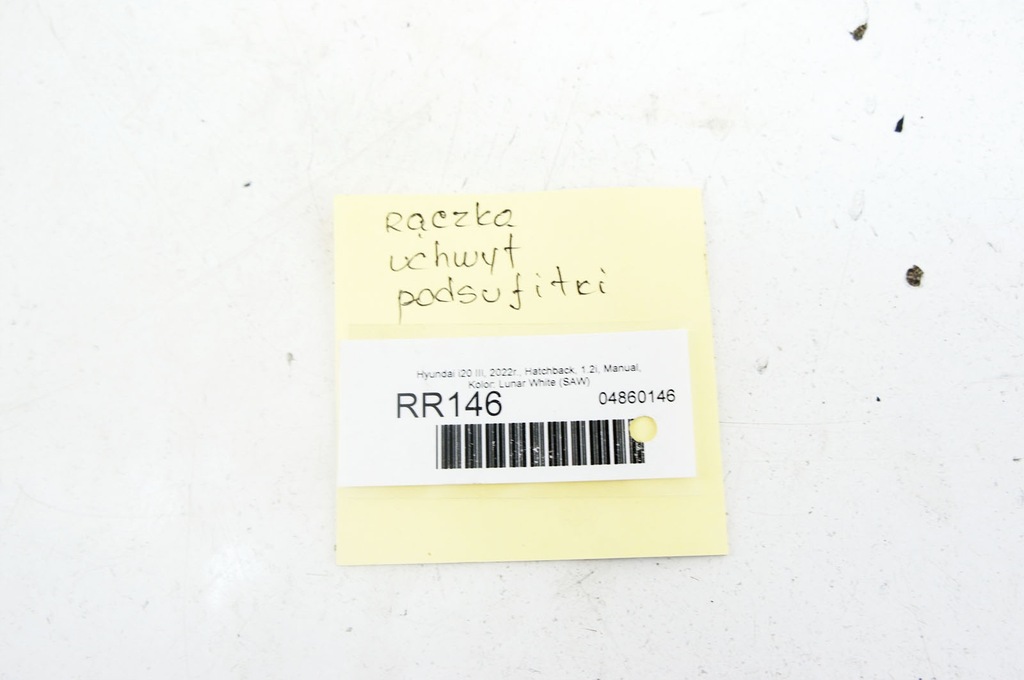 Rączka
uchwyt
podsufitki
Hyundai i20 III, 2022r., Hatchback, 1.2i, Manual,
Kolor: Lunar White (SAW)
RR146 04860146